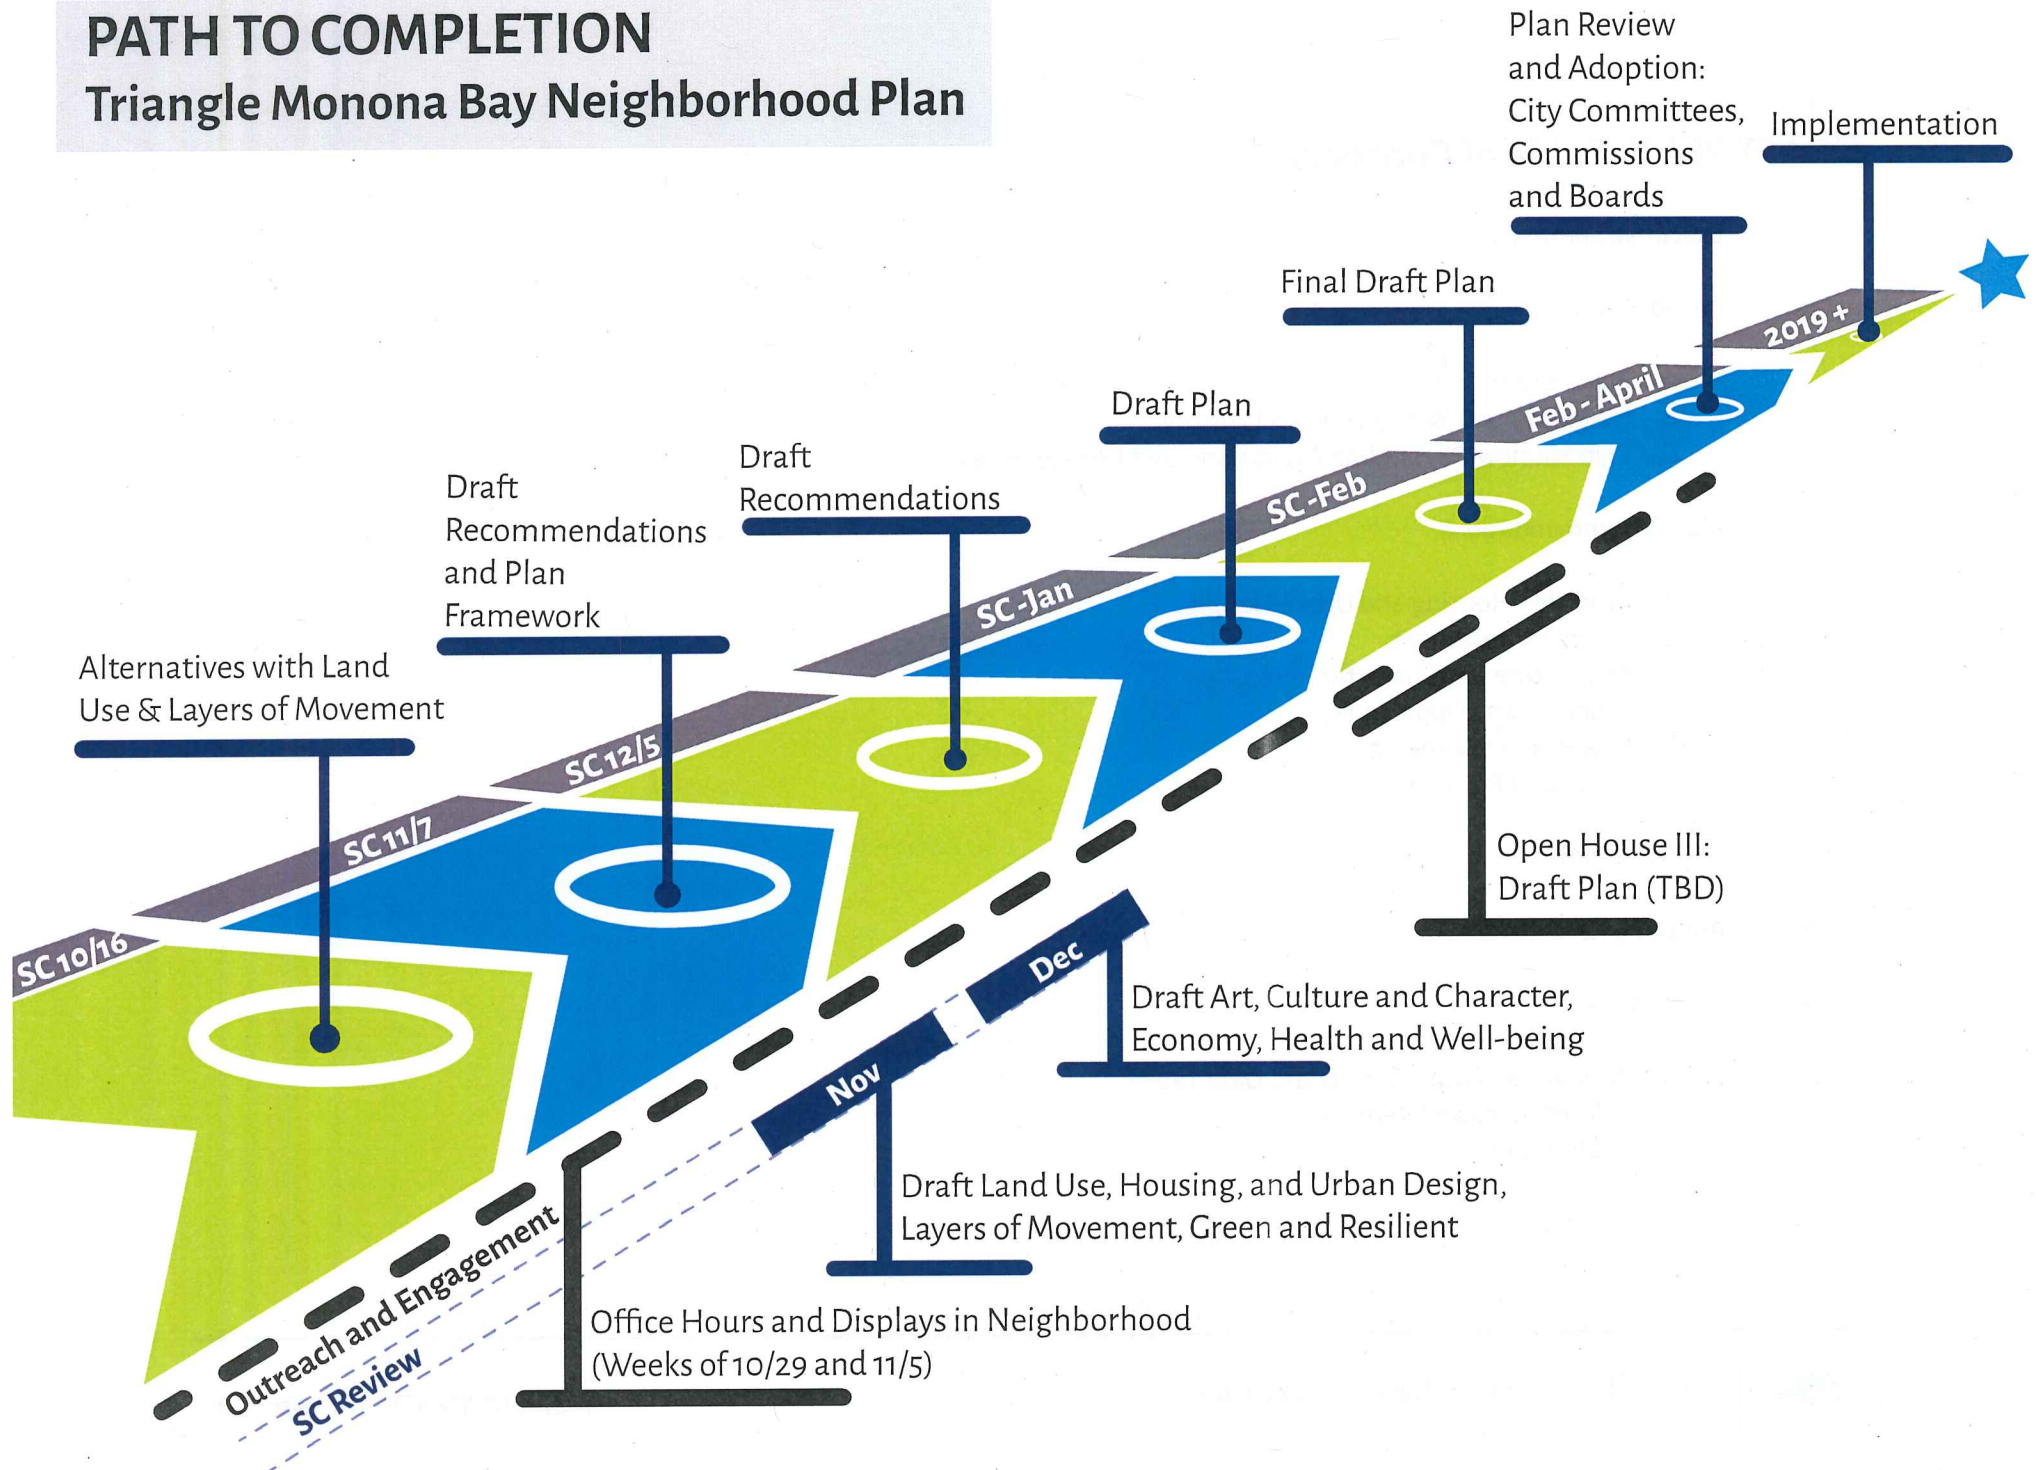 PATH TO COMPLETION
Triangle Monona Bay Neighborhood Plan
Plan Review
and Adoption:
City Committees,
Commissions
and Boards
Implementation
Final Draft Plan
Draft Plan
Draft
Recommendations
Draft
Recommendations
and Plan
Framework
Alternatives with Land
Use & Layers of Movement
2019 +
Feb - April
SC -Feb
SC -Jan
SC 12/5
SC 11/7
SC 10/16
Open House III:
Draft Plan (TBD)
Dec
Draft Art, Culture and Character,
Economy, Health and Well-being
Nov
Draft Land Use, Housing, and Urban Design,
Layers of Movement, Green and Resilient
Office Hours and Displays in Neighborhood
(Weeks of 10/29 and 11/5)
Outreach and Engagement
SC Review